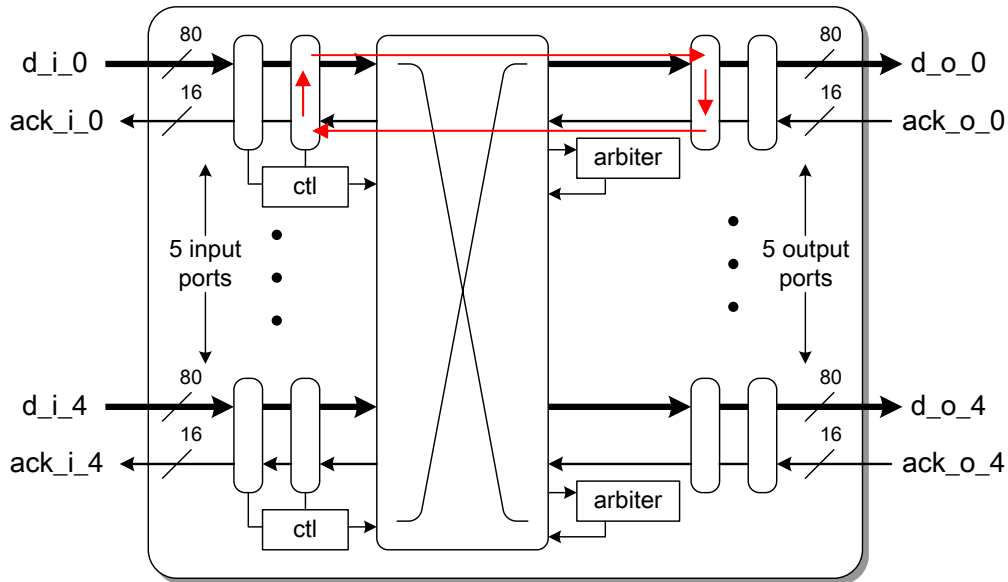 80
80
d_i_0
d_o_0
16
16
ack_i_0
ack_o_0
arbiter
ctl
5 input
ports
5 output
ports
80
80
d_i_4
d_o_4
16
16
ack_i_4
ack_o_4
arbiter
ctl